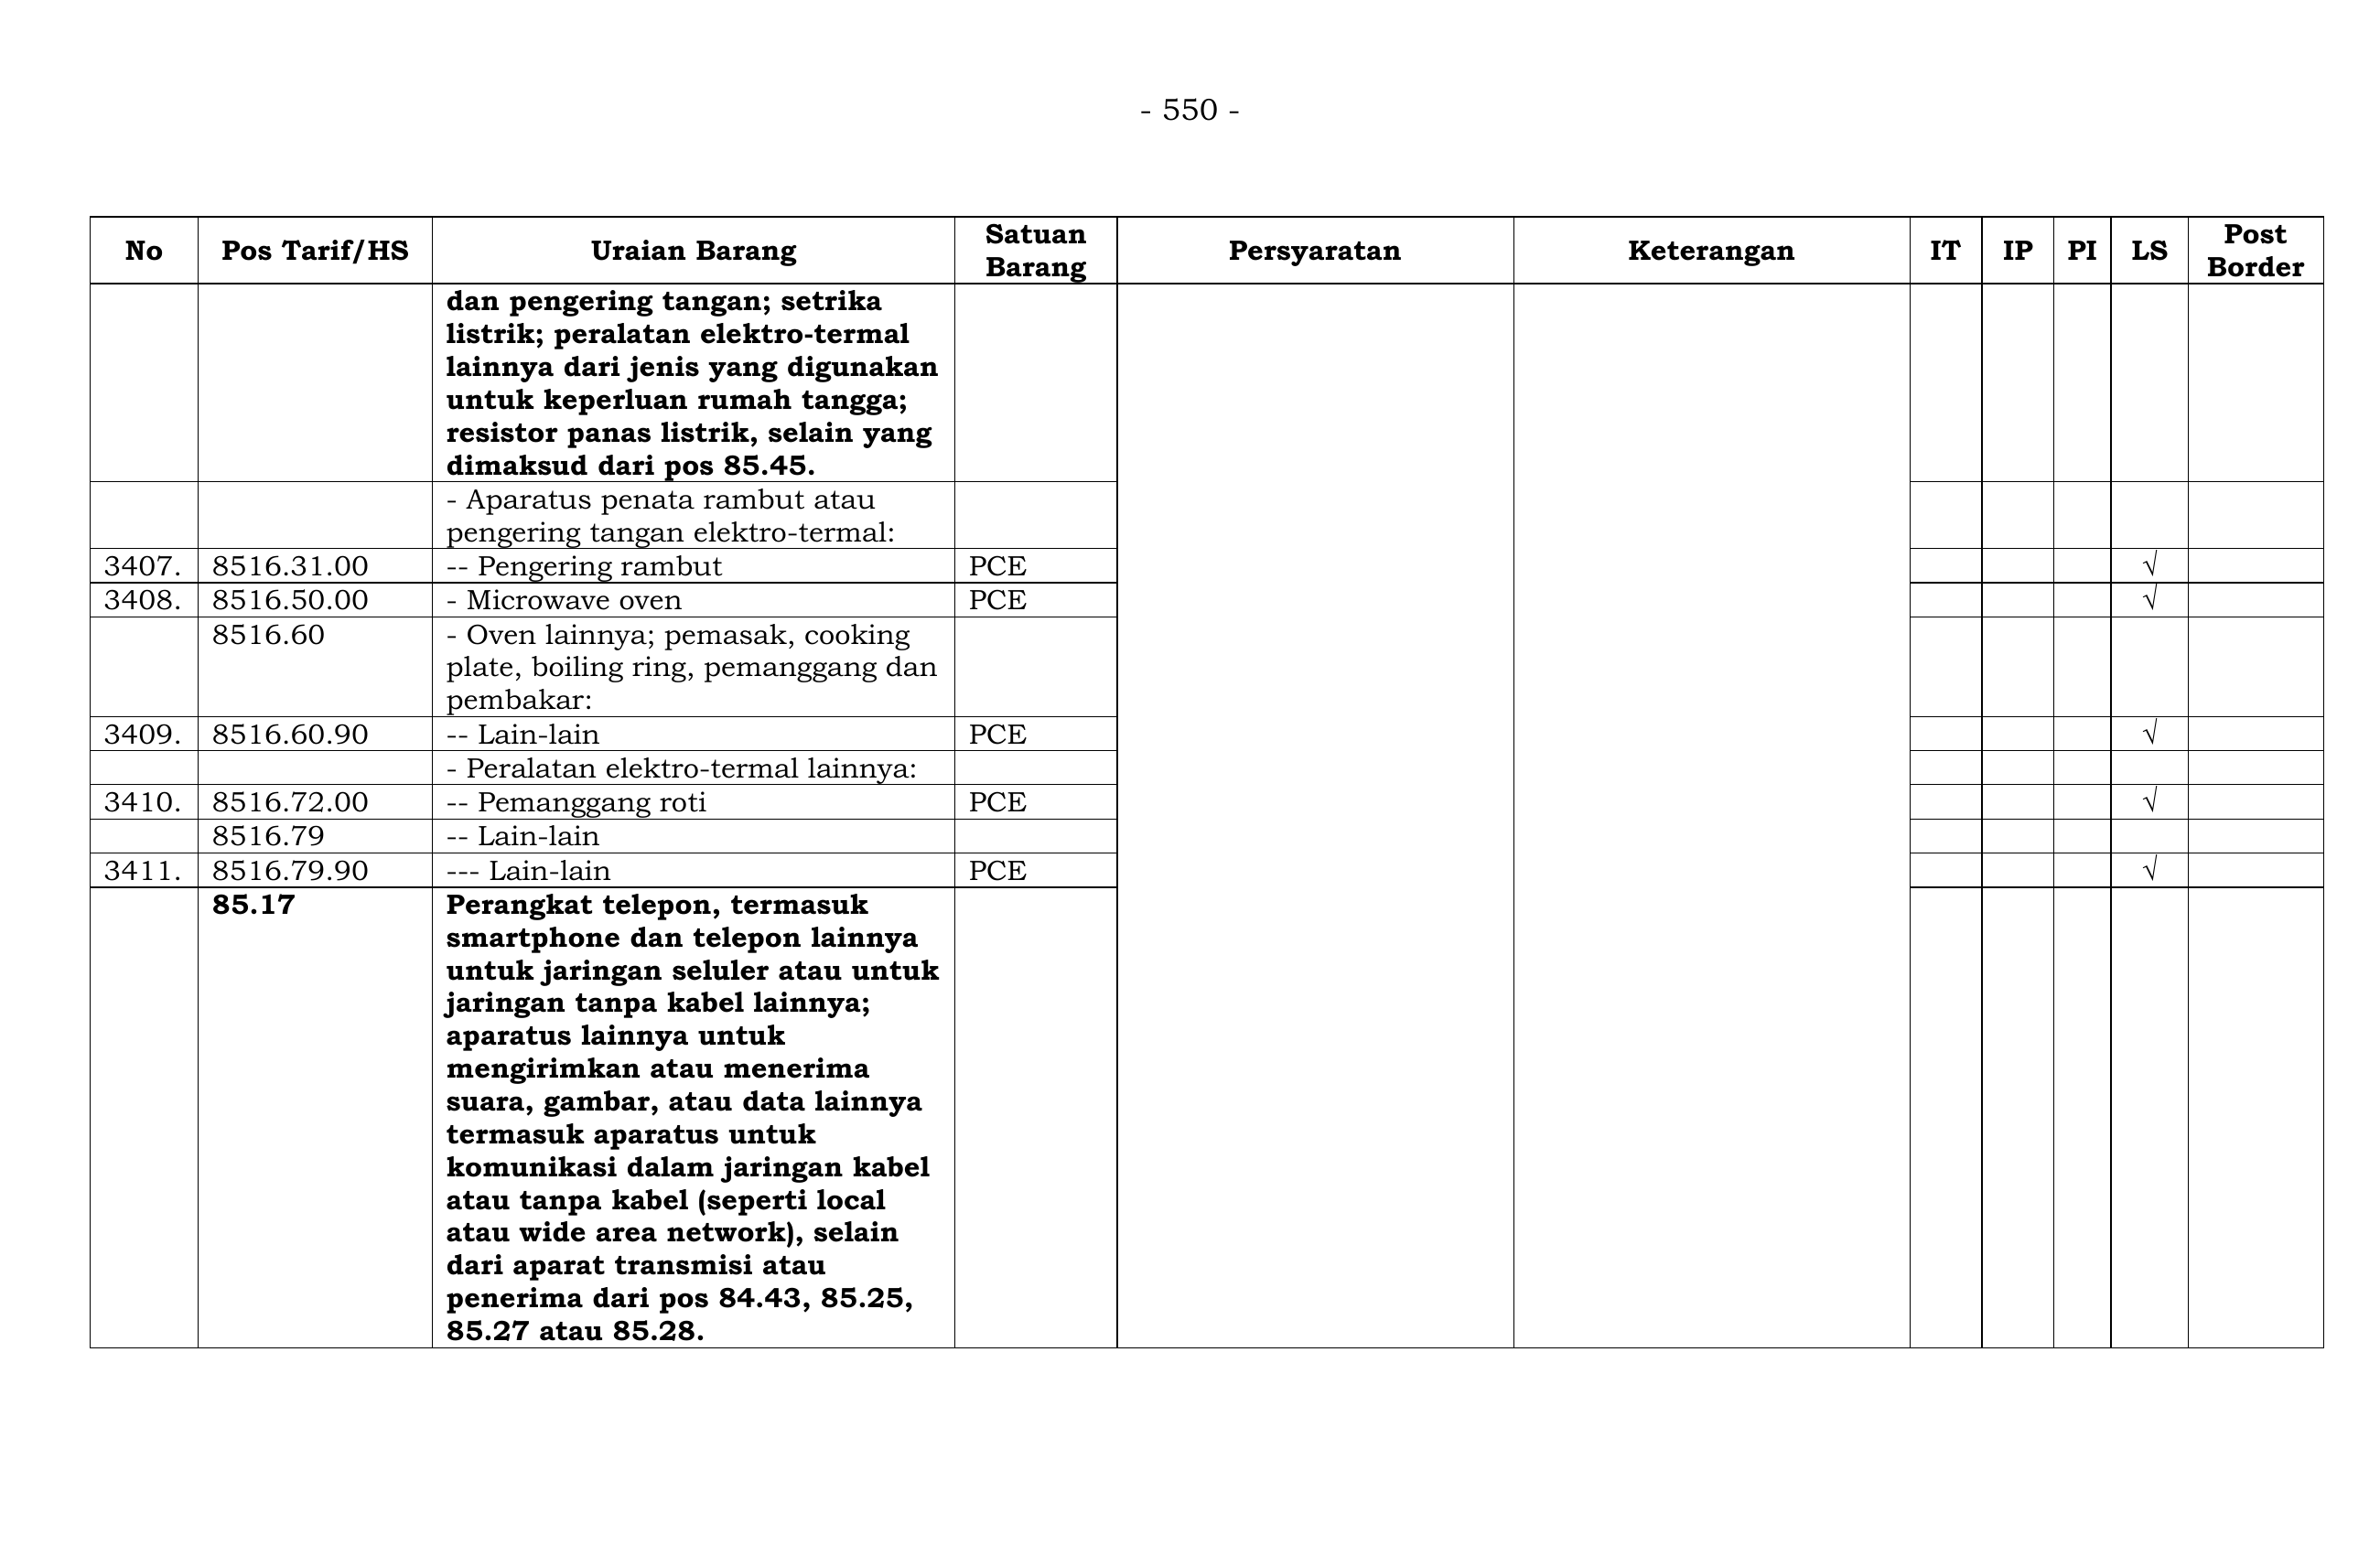 - 550 -
No Pos Tarif/HS Uraian Barang Satuan Barang Persyaratan Keterangan IT IP PI LS Post Border
dan pengering tangan; setrika
listrik; peralatan elektro-termal
lainnya dari jenis yang digunakan
untuk keperluan rumah tangga;
resistor panas listrik, selain yang
dimaksud dari pos 85.45.
- Aparatus penata rambut atau
pengering tangan elektro-termal:
3407. 8516.31.00 -- Pengering rambut PCE √
3408. 8516.50.00 - Microwave oven PCE √
8516.60 - Oven lainnya; pemasak, cooking
plate, boiling ring, pemanggang dan
pembakar:
3409. 8516.60.90 -- Lain-lain PCE √
- Peralatan elektro-termal lainnya:
3410. 8516.72.00 -- Pemanggang roti PCE √
8516.79 -- Lain-lain
3411. 8516.79.90 --- Lain-lain PCE √
85.17 Perangkat telepon, termasuk
smartphone dan telepon lainnya
untuk jaringan seluler atau untuk
jaringan tanpa kabel lainnya;
aparatus lainnya untuk
mengirimkan atau menerima
suara, gambar, atau data lainnya
termasuk aparatus untuk
komunikasi dalam jaringan kabel
atau tanpa kabel (seperti local
atau wide area network), selain
dari aparat transmisi atau
penerima dari pos 84.43, 85.25,
85.27 atau 85.28.